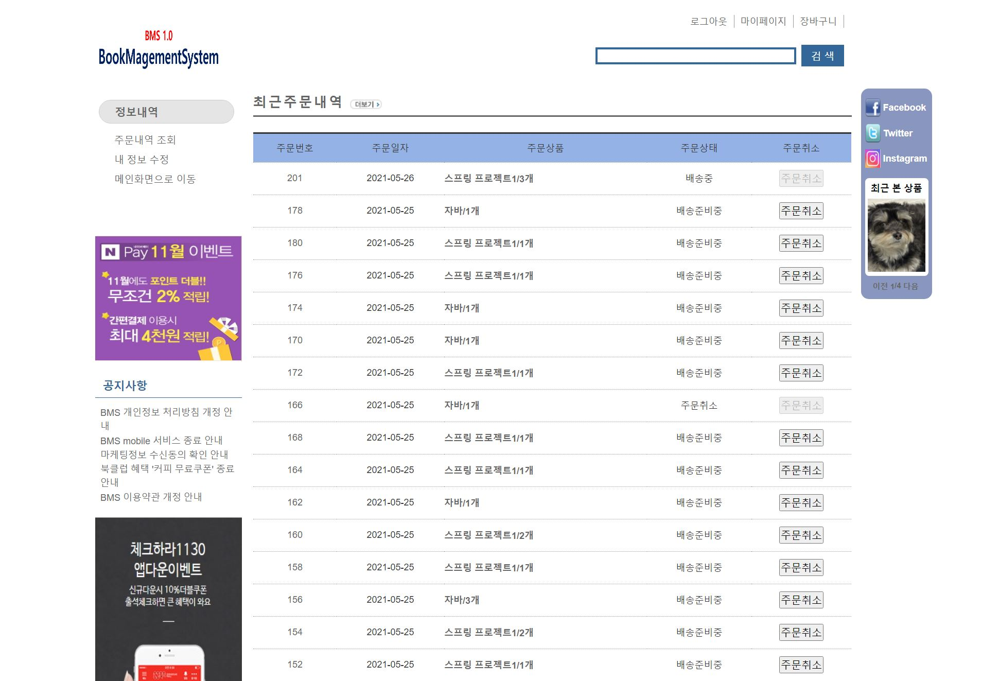 로그아웃 마이페이지 장바구니
BMS 1.0
BookMagementSystem
검 색
정보내역
주문내역 조회
내 정보 수정
메인화면으로 이동
N Pay 11월 이벤트
11월에도 포인트 더블!!
무조건 2% 적립!
간편결제 이용시
최대 4천원 적립!
P
공지사항
BMS 개인정보 처리방침 개정 안
내
BMS mobile 서비스 종료 안내
마케팅정보 수신동의 확인 안내
북클럽 혜택 '커피 무료쿠폰' 종료
안내
BMS 이용약관 개정 안내
체크하라1130
앱다운이벤트
신규다운시 10%더블쿠폰
출석체크하면 큰 혜택이 와요
최근주문내역 더보기
주문번호 주문일자 주문상품 주문상태 주문취소
201 2021-05-26 스프링 프로젝트1/3개 배송중 주문취소
178 2021-05-25 자바/1개 배송준비중 주문취소
180 2021-05-25 스프링 프로젝트1/1개 배송준비중 주문취소
176 2021-05-25 스프링 프로젝트1/1개 배송준비중 주문취소
174 2021-05-25 자바/1개 배송준비중 주문취소
170 2021-05-25 자바/1개 배송준비중 주문취소
172 2021-05-25 스프링 프로젝트1/1개 배송준비중 주문취소
166 2021-05-25 자바/1개 주문취소 주문취소
168 2021-05-25 스프링 프로젝트1/1개 배송준비중 주문취소
164 2021-05-25 스프링 프로젝트1/1개 배송준비중 주문취소
162 2021-05-25 자바/1개 배송준비중 주문취소
160 2021-05-25 스프링 프로젝트1/2개 배송준비중 주문취소
158 2021-05-25 스프링 프로젝트1/1개 배송준비중 주문취소
156 2021-05-25 자바/3개 배송준비중 주문취소
154 2021-05-25 스프링 프로젝트1/2개 배송준비중 주문취소
152 2021-05-25 스프링 프로젝트1/1개 배송준비중 주문취소
Facebook
Twitter
Instagram
최근 본 상품
이전 1/4 다음